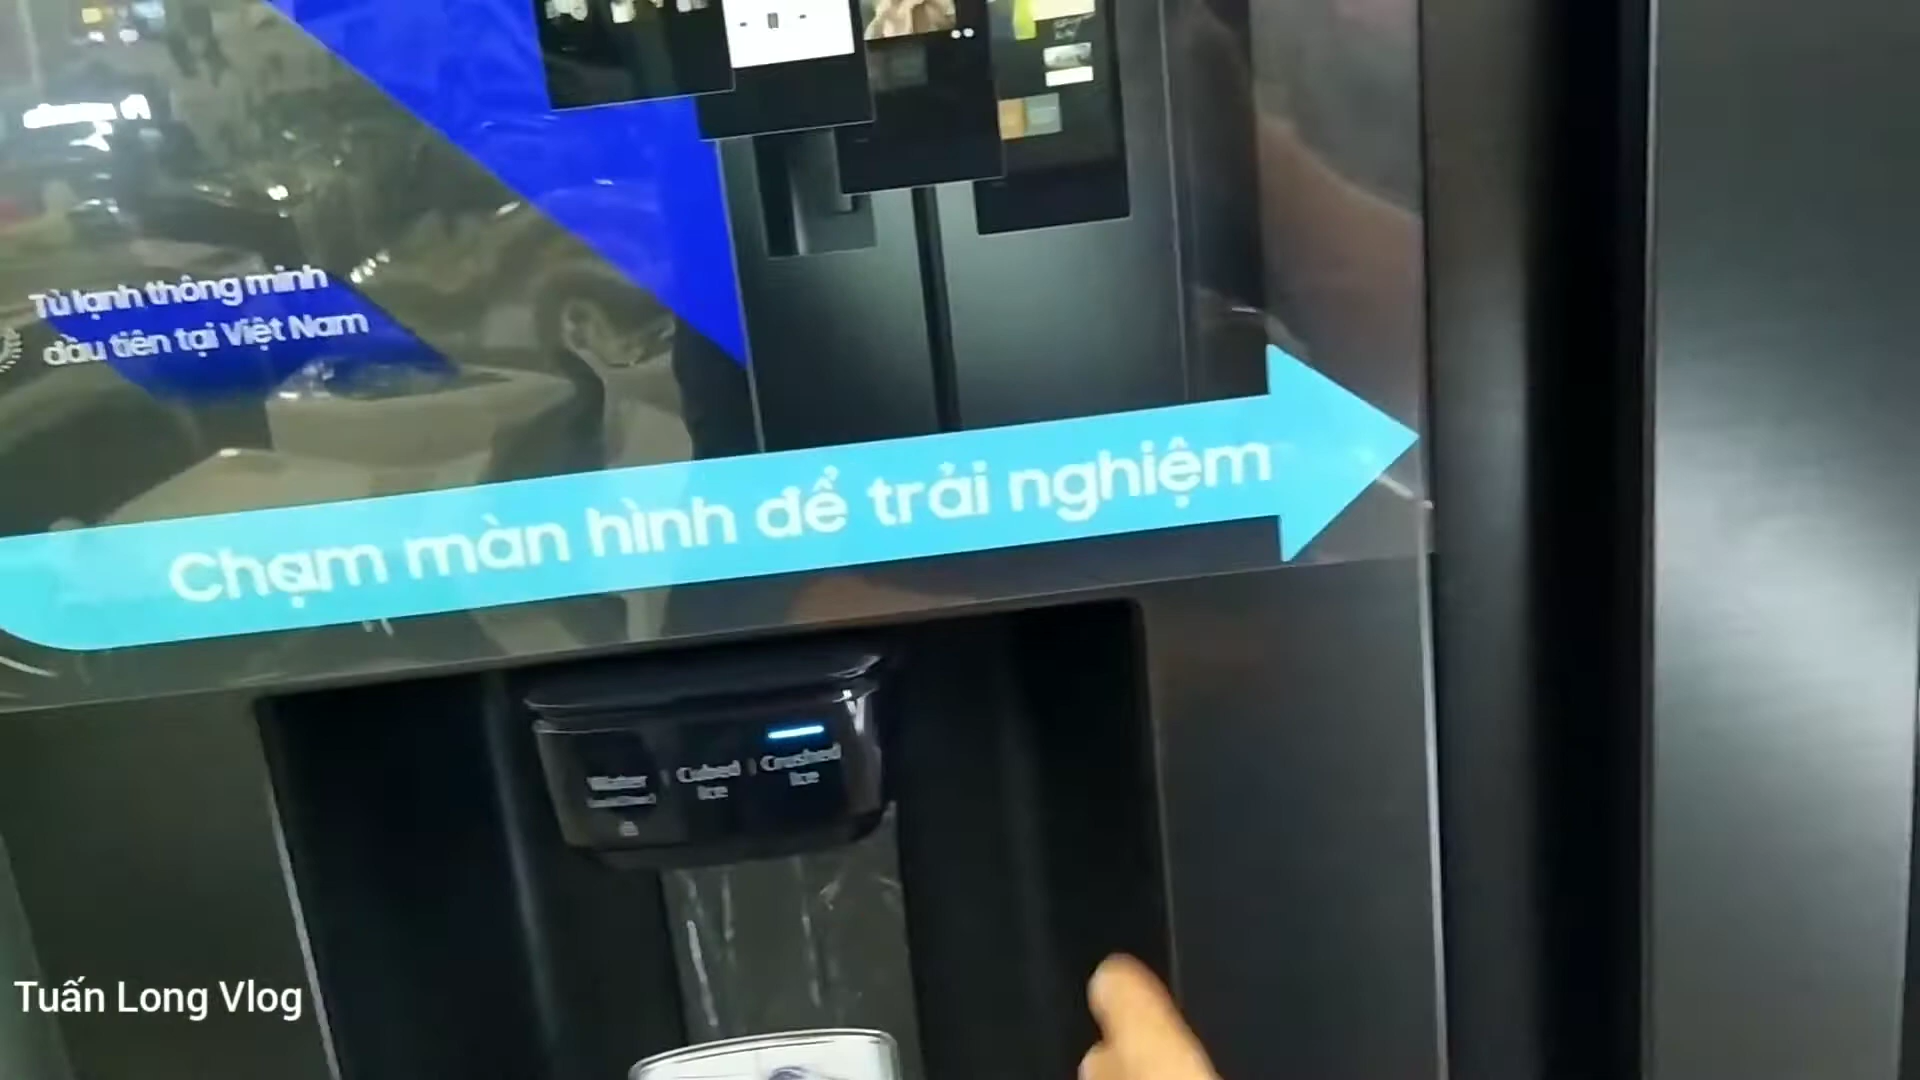 Tủ lạnh thông minh
đầu tiên tại Việt Nam
Chạm màn hình để trải nghiệm
Water
Cubed
Ice
Crushed
Ice
Tuấn Long Vlog